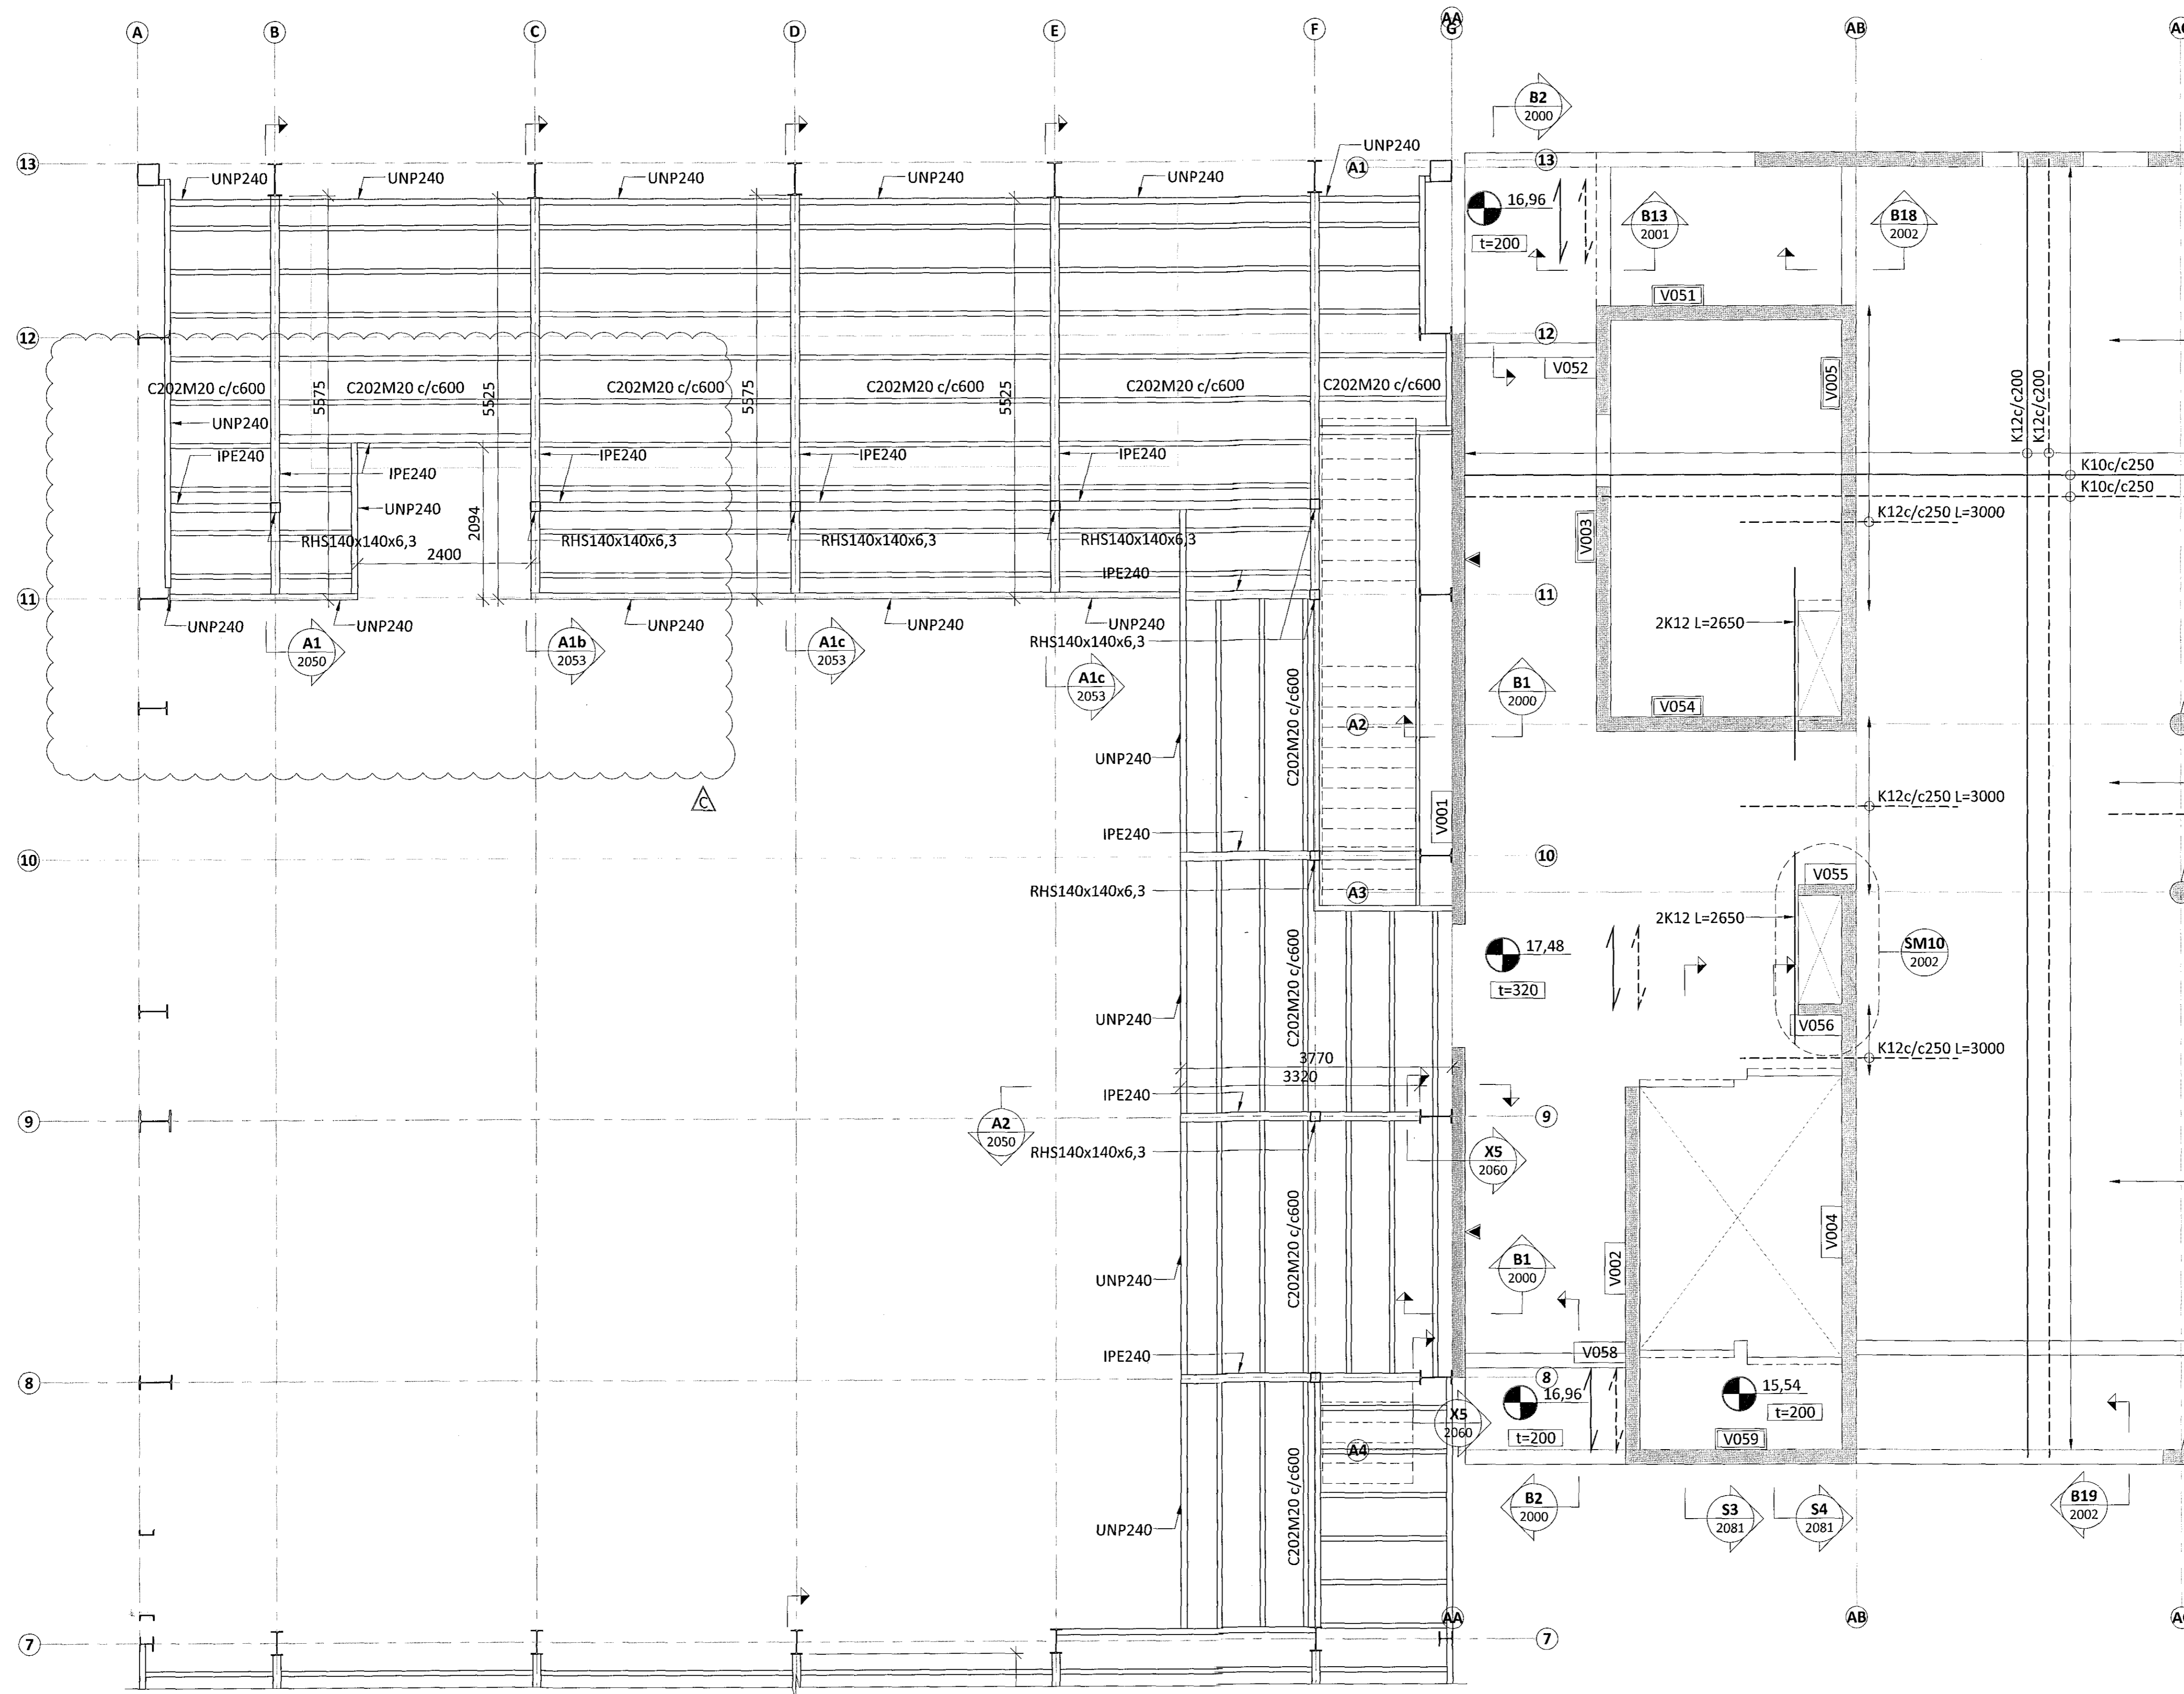 A B C D E F AA G AB
B2
2000
13 A1 UNP240 13
UNP240 UNP240 UNP240 UNP240 UNP240
16,96
t=200
B13
2001
B18
2002
V051
12 12
V052
V005
C202M20 c/c600 C202M20 c/c600 C202M20 c/c600 C202M20 c/c600 C202M20 c/c600 C202M20 c/c600
5575 5525 5575 5525
UNP240
K12c/c200
K12c/c200
IPE240 IPE240 IPE240 IPE240 IPE240
K10c/c250
K10c/c250
UNP240
2094
K12c/c250 L=3000
V003
RHS140x140x6,3 RHS140x140x6,3 RHS140x140x6,3 RHS140x140x6,3
2400
IPE240
11 11
UNP240 UNP240 UNP240 UNP240 UNP240
2K12 L=2650
A1
2050
A1b
2053
A1c
2053
RHS140x140x6,3
A1c
2053
B1
2000
C202M20 c/c600
V054
A2
UNP240
C
V001
K12c/c250 L=3000
IPE240
10 10
RHS140x140x6,3
A3
V055
2K12 L=2650
17,48
t=320
SM10
2002
C202M20 c/c600
UNP240
V056
K12c/c250 L=3000
3770
3320
IPE240
9 9
A2
2050
RHS140x140x6,3
X5
2060
C202M20 c/c600
V004
V002
UNP240
B1
2000
IPE240
V058
8 8
16,96
t=200
15,54
t=200
X5
2060
A4
V059
C202M20 c/c600
UNP240
B2
2000
S3
2081
S4
2081
B19
2002
AA AB
7 7